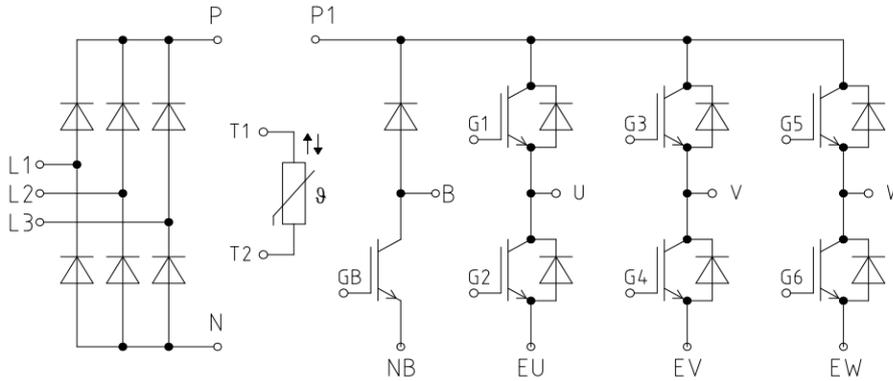 P P1
G1 G3 G5
T1
L1
L2 B U V W
L3 ϑ
T2
GB G2 G4 G6
N
NB EU EV EW